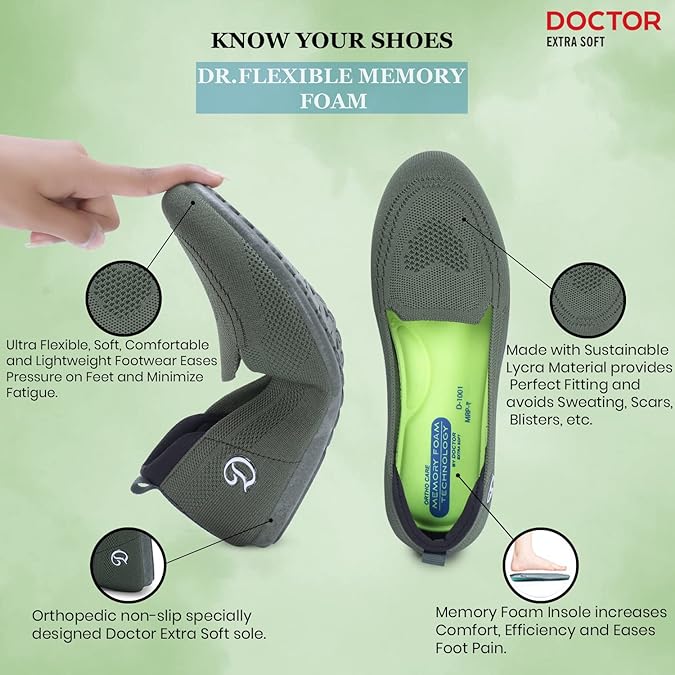 KNOW YOUR SHOES
DOCTOR
EXTRA SOFT
DR.FLEXIBLE MEMORY
FOAM
Ultra Flexible, Soft, Comfortable
and Lightweight Footwear Eases
Pressure on Feet and Minimize
Fatigue.
Made with Sustainable
Lycra Material provides
Perfect Fitting and
avoids Sweating, Scars,
Blisters, etc.
D-1001
MRP-₹
ORTHO CARE
MEMORY FOAM
TECHNOLOGY
BY DOCTOR
EXTRA SOFT
Orthopedic non-slip specially
designed Doctor Extra Soft sole.
Memory Foam Insole increases
Comfort, Efficiency and Eases
Foot Pain.